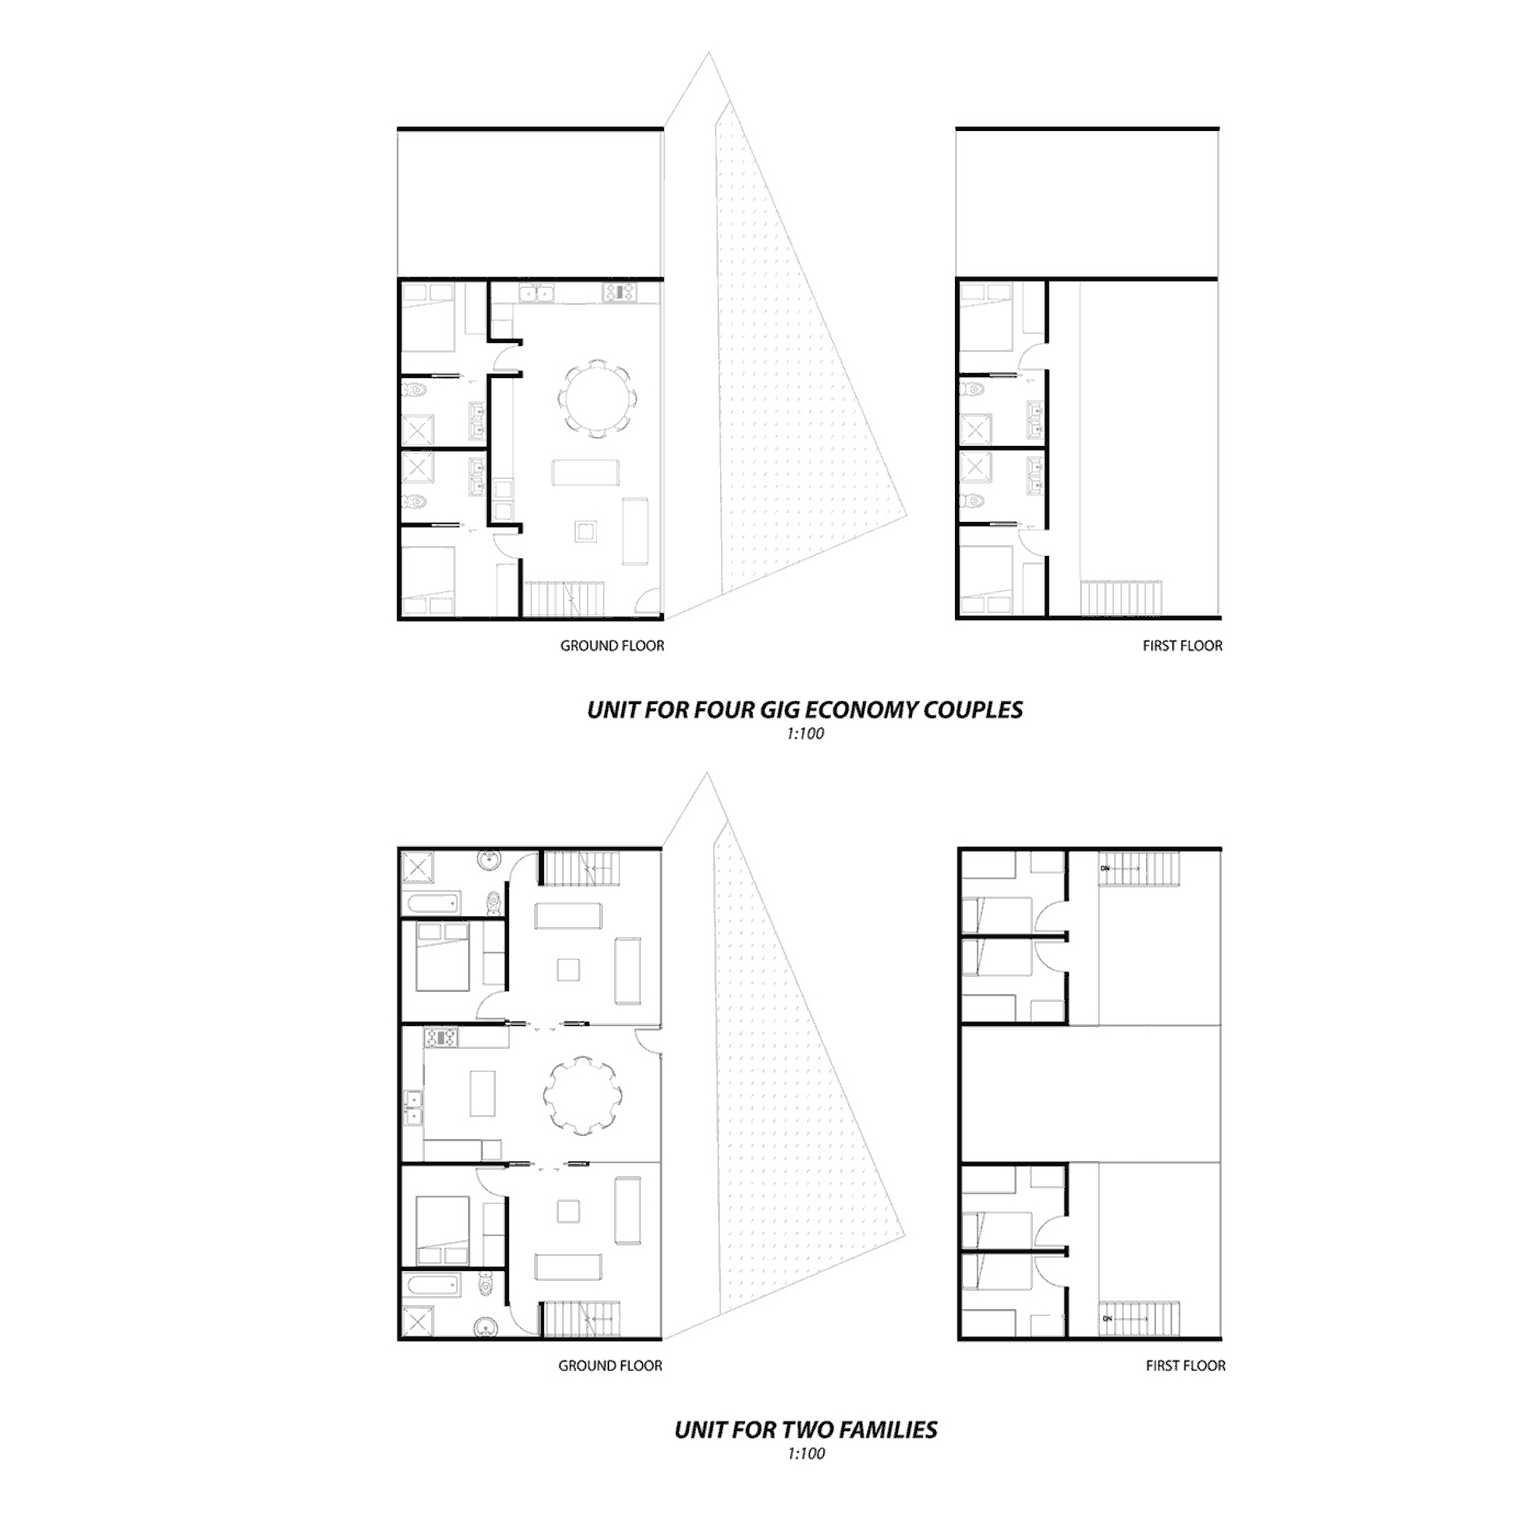 GROUND FLOOR
FIRST FLOOR
UNIT FOR FOUR GIG ECONOMY COUPLES
1:100
DN
DN
GROUND FLOOR
FIRST FLOOR
UNIT FOR TWO FAMILIES
1:100